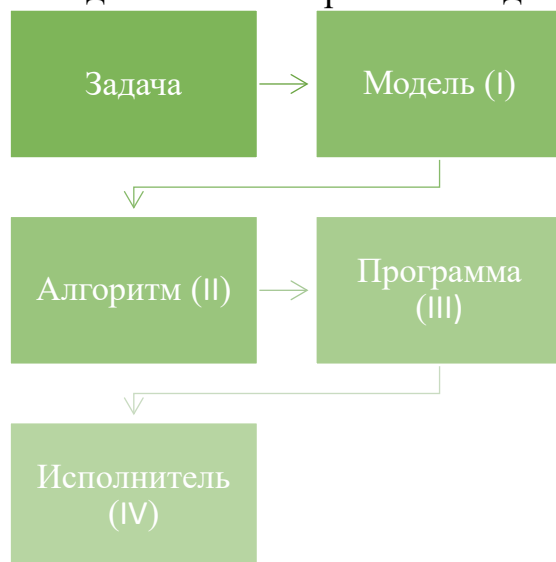 Задача
Модель (I)
Алгоритм (II)
Программа
(III)
Исполнитель
(IV)